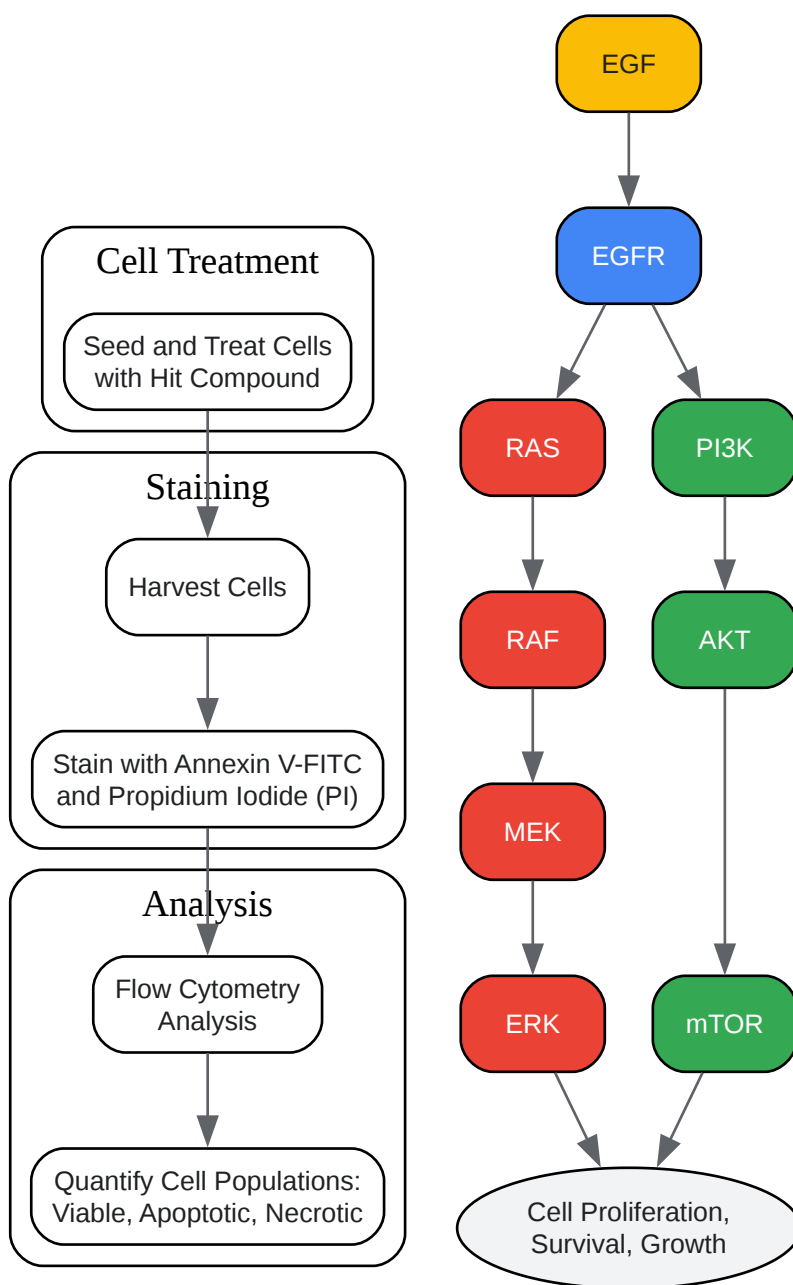 Cell Treatment
Seed and Treat Cells
with Hit Compound
Staining
Harvest Cells
Stain with Annexin V-FITC
and Propidium Iodide (PI)
Analysis
Flow Cytometry
Analysis
Quantify Cell Populations:
Viable, Apoptotic, Necrotic
EGF
EGFR
RAS
PI3K
RAF
AKT
MEK
ERK
mTOR
Cell Proliferation,
Survival, Growth